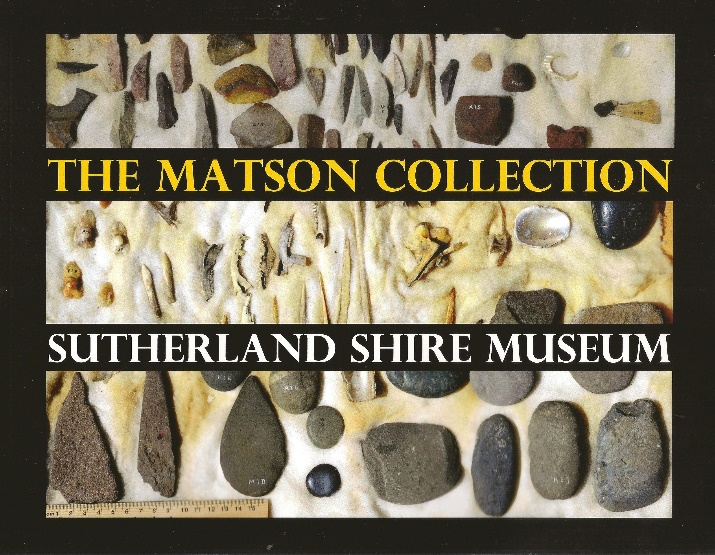 THE MATSON COLLECTION
SUTHERLAND SHIRE MUSEUM